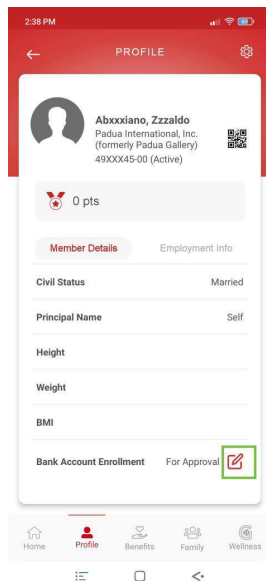 2:38 PM
69
PROFILE
Abxxxiano, Zzzaldo
Padua International, Inc.
(formerly Padua Gallery)
49XXX45-00 (Active)
0 pts
Member Details Employment Info
Civil Status Married
Principal Name Self
Height
Weight
BMI
Bank Account Enrollment For Approval
Home Profile Benefits Family Wellness